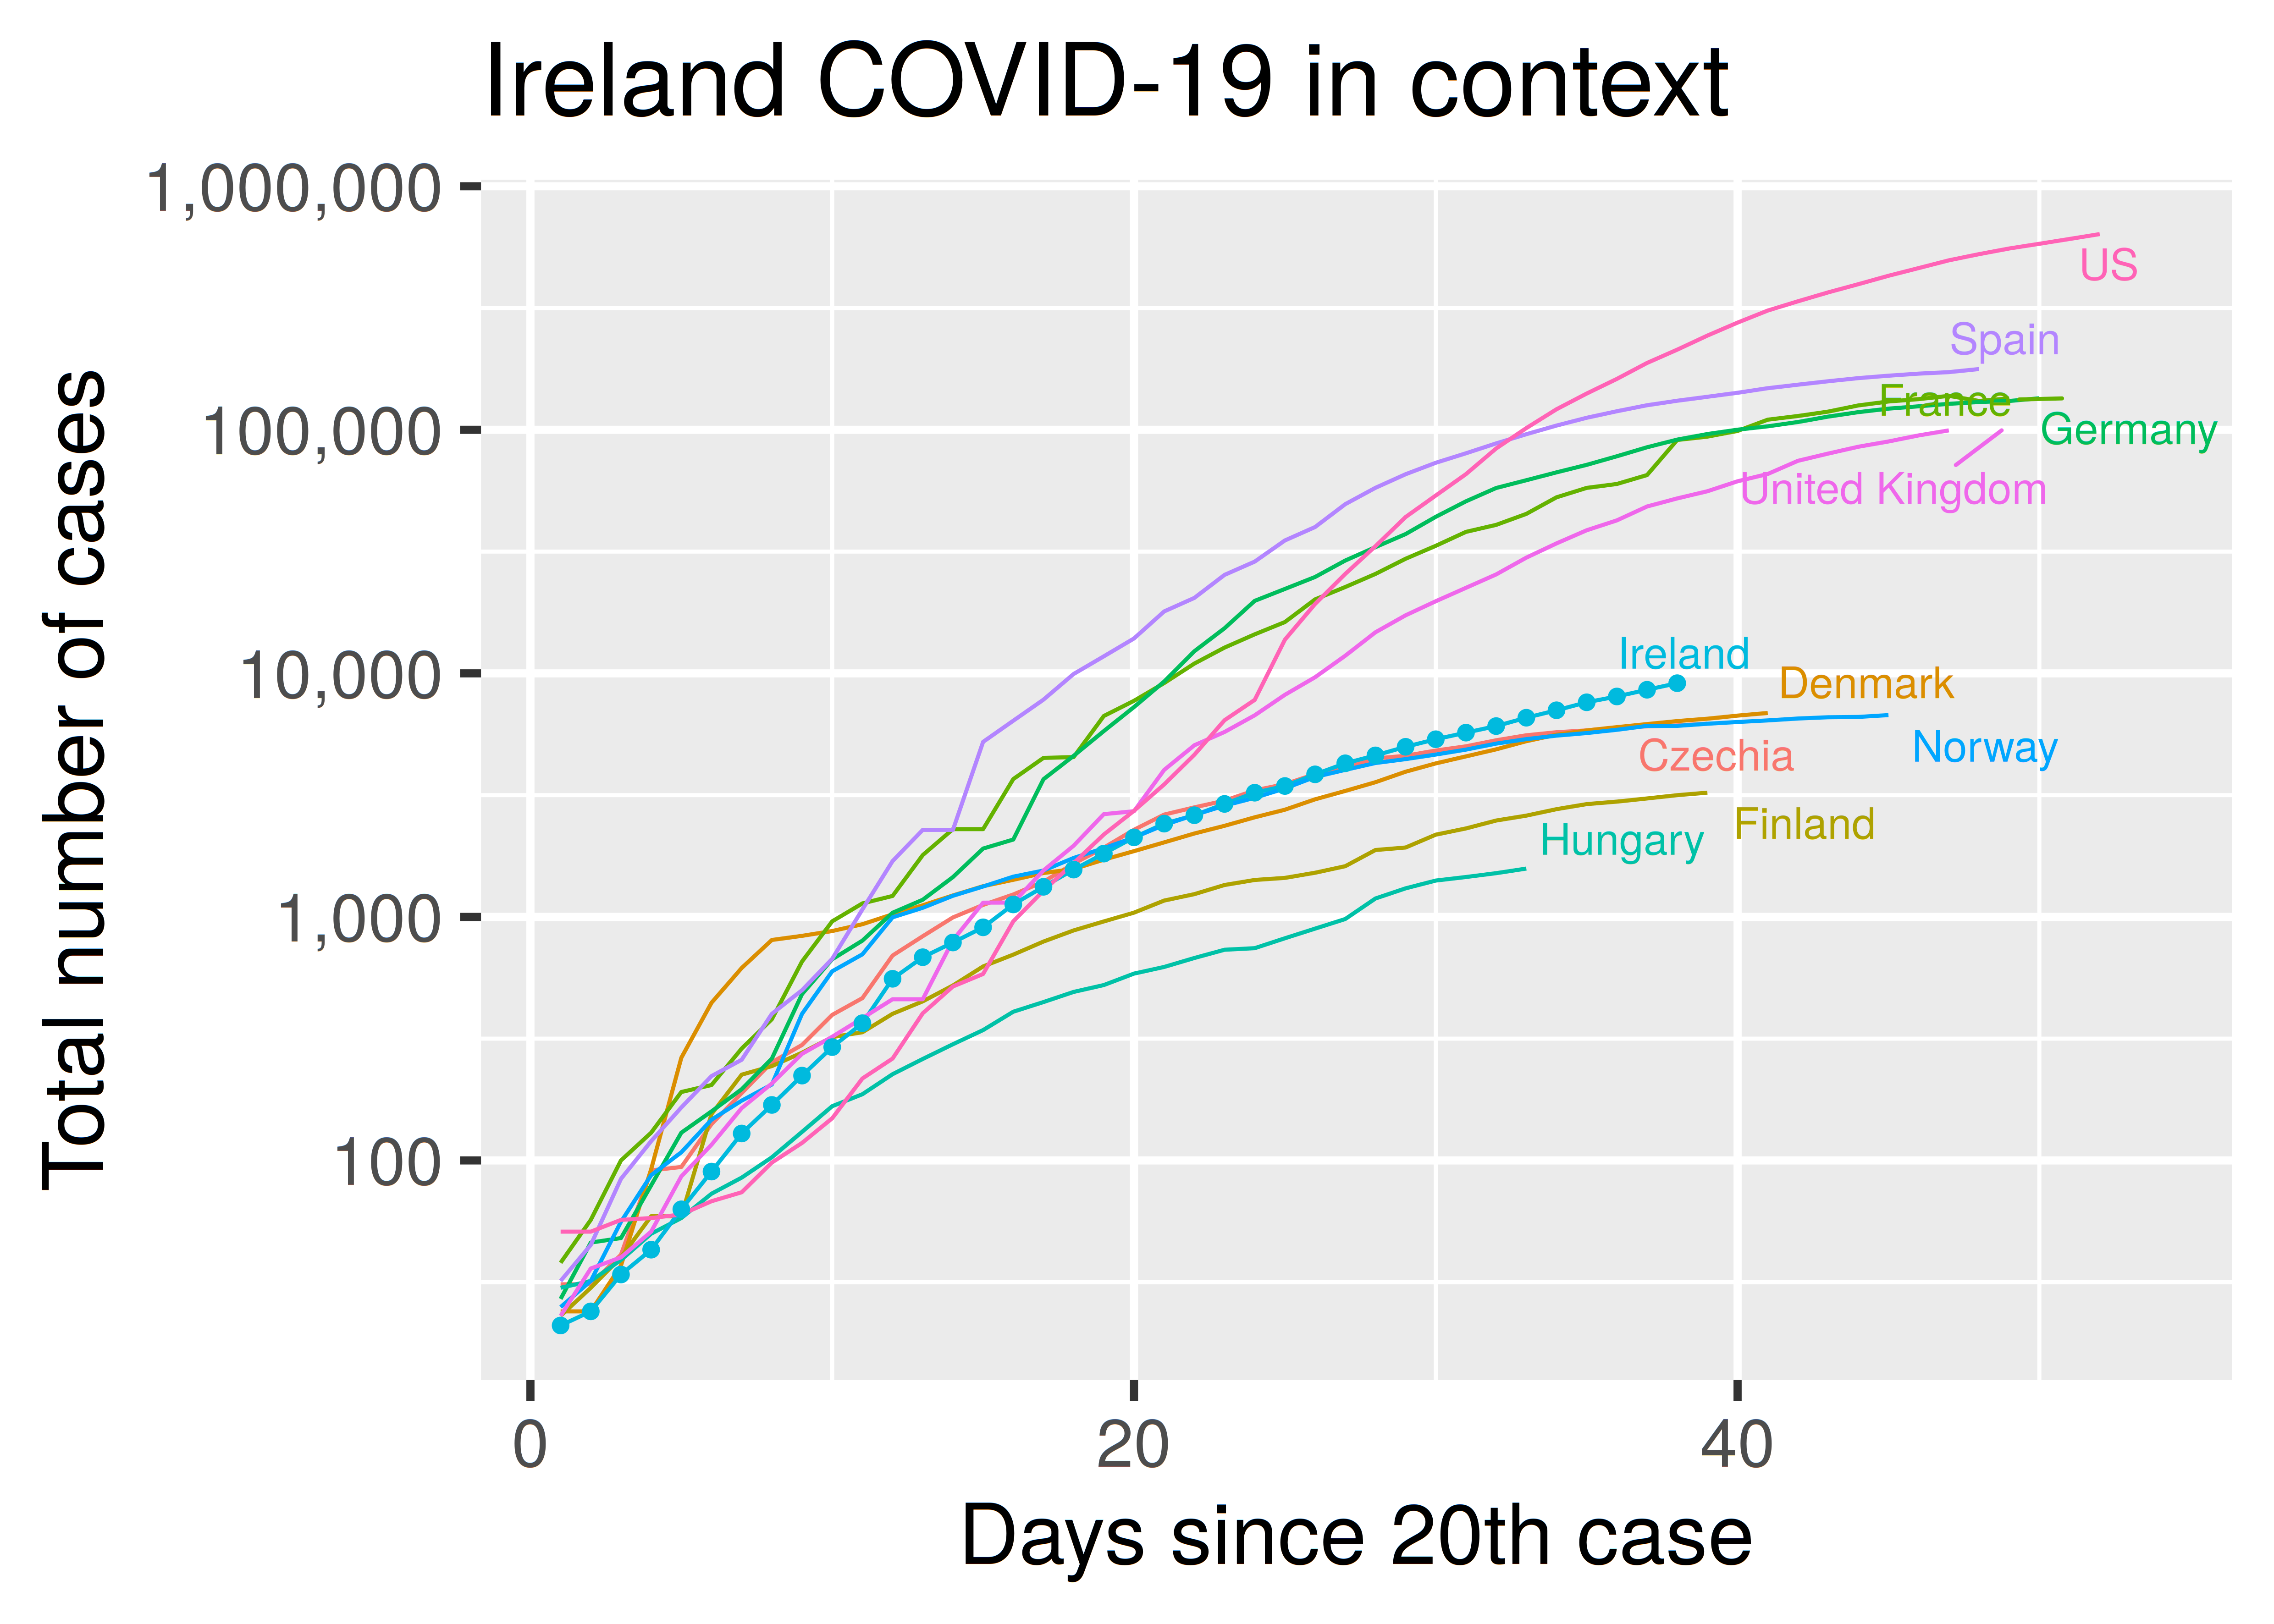 Ireland COVID-19 in context
Total number of cases
1,000,000
100,000
10,000
1,000
100
US
Spain
France
Germany
United Kingdom
Ireland
Denmark
Czechia
Norway
Finland
Hungary
0
20
40
Days since 20th case